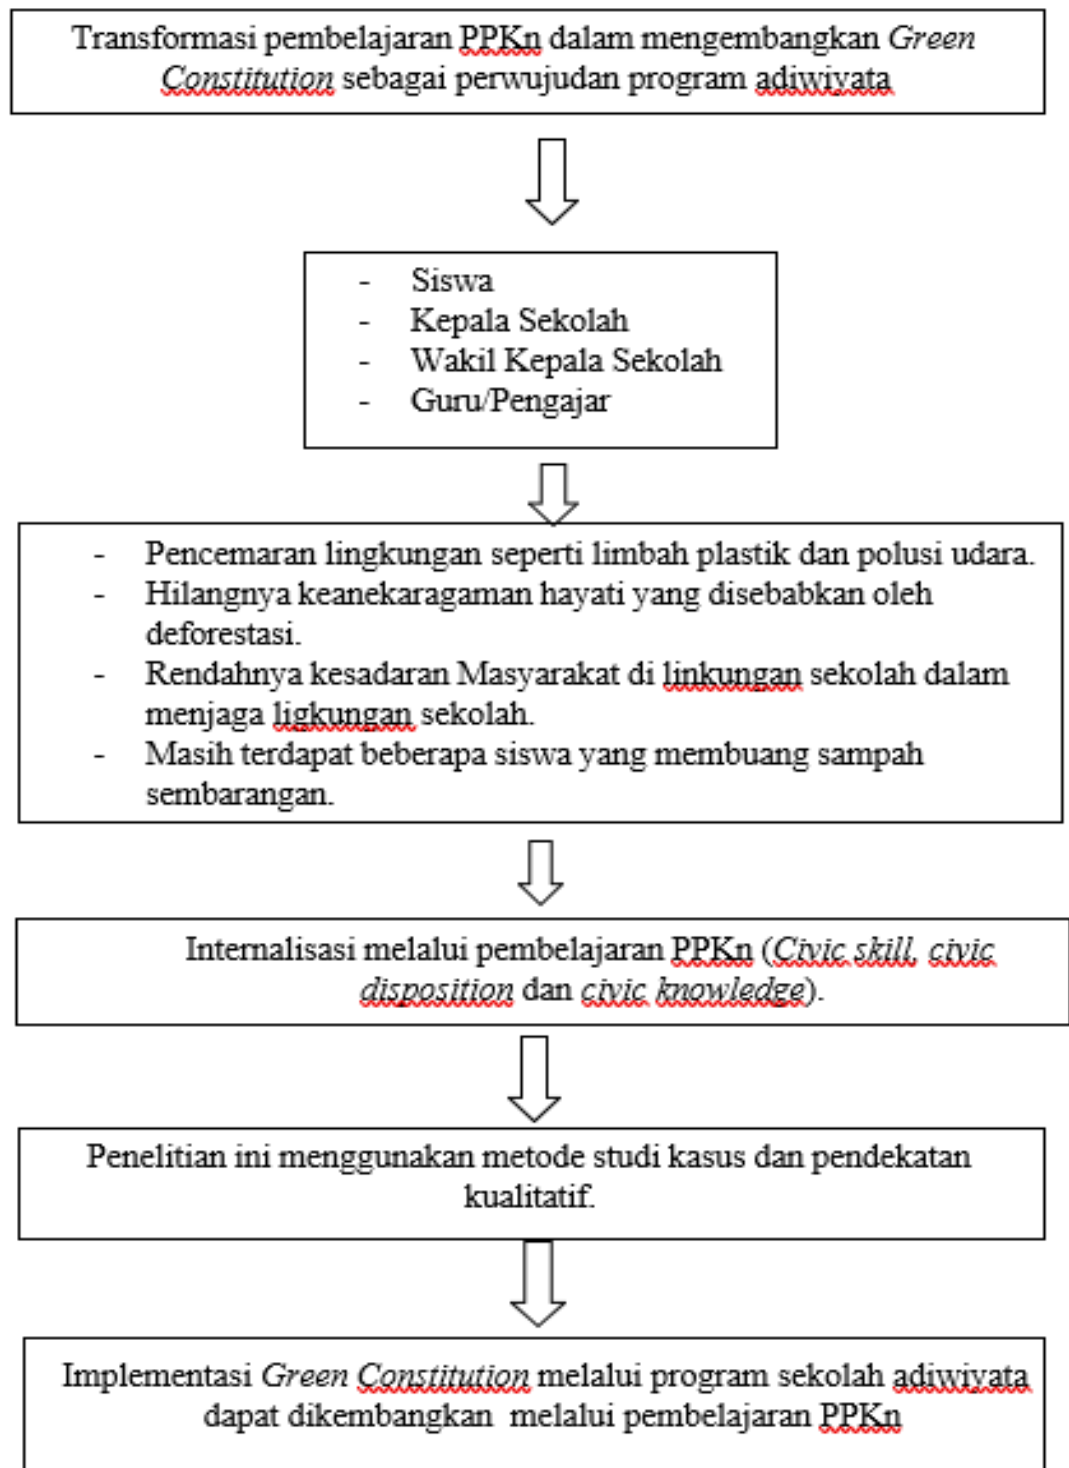 Transformasi pembelajaran PPKn dalam mengembangkan Green
Constitution sebagai perwujudan program adiwiyata
- Siswa
- Kepala Sekolah
- Wakil Kepala Sekolah
- Guru/Pengajar
- Pencemaran lingkungan seperti limbah plastik dan polusi udara.
- Hilangnya keanekaragaman hayati yang disebabkan oleh
deforestasi.
- Rendahnya kesadaran Masyarakat di linkungan sekolah dalam
menjaga ligkungan sekolah.
- Masih terdapat beberapa siswa yang membuang sampah
sembarangan.
Internalisasi melalui pembelajaran PPKn (Civic skill, civic
disposition dan civic knowledge).
Penelitian ini menggunakan metode studi kasus dan pendekatan
kualitatif.
Implementasi Green Constitution melalui program sekolah adiwiyata
dapat dikembangkan melalui pembelajaran PPKn